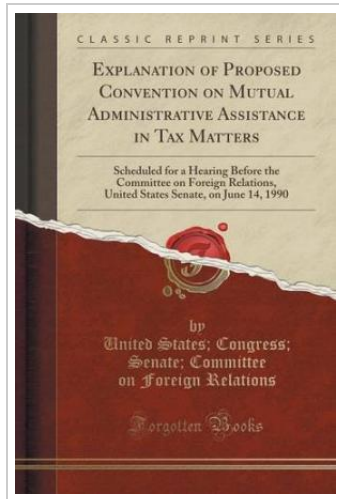 CLASSIC REPRINT SERIES
EXPLANATION OF PROPOSED
CONVENTION ON MUTUAL
ADMINISTRATIVE ASSISTANCE
IN TAX MATTERS
Scheduled for a Hearing Before the
Committee on Foreign Relations,
United States Senate, on June 14, 1990
by
United States; Congress;
Senate; Committee
on Foreign Relations
Forgotten Books